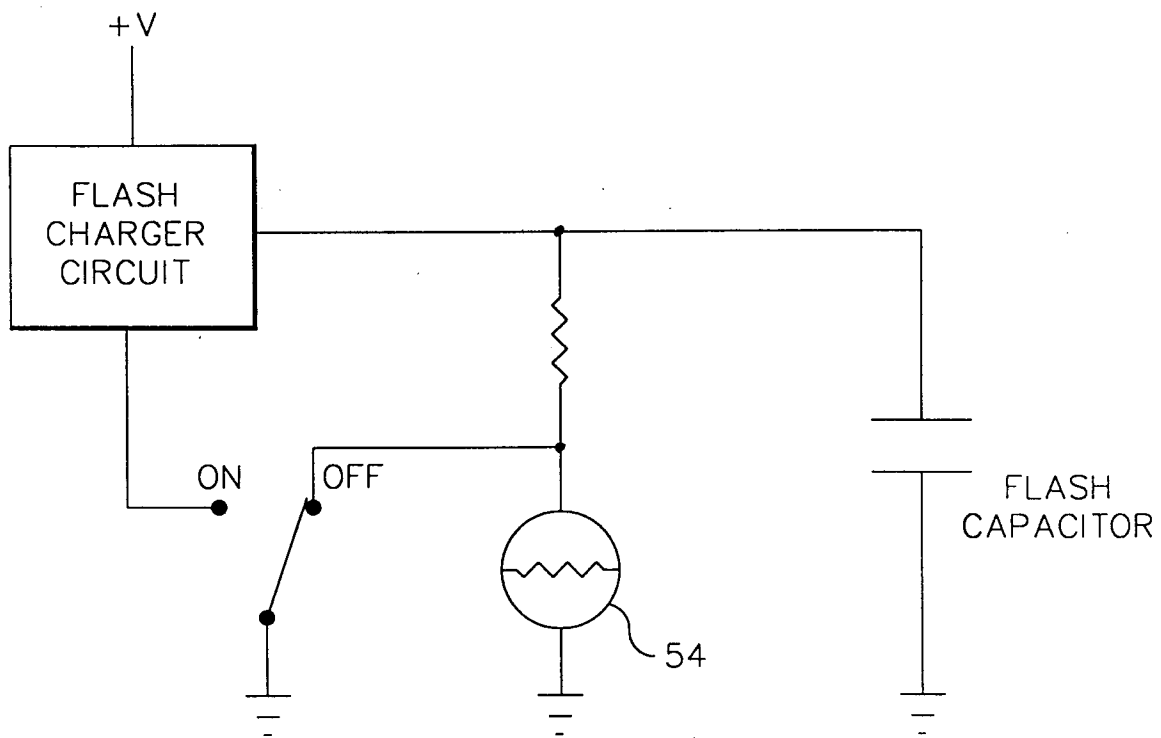 +V
FLASH
CHARGER
CIRCUIT
ON
OFF
FLASH
CAPACITOR
54